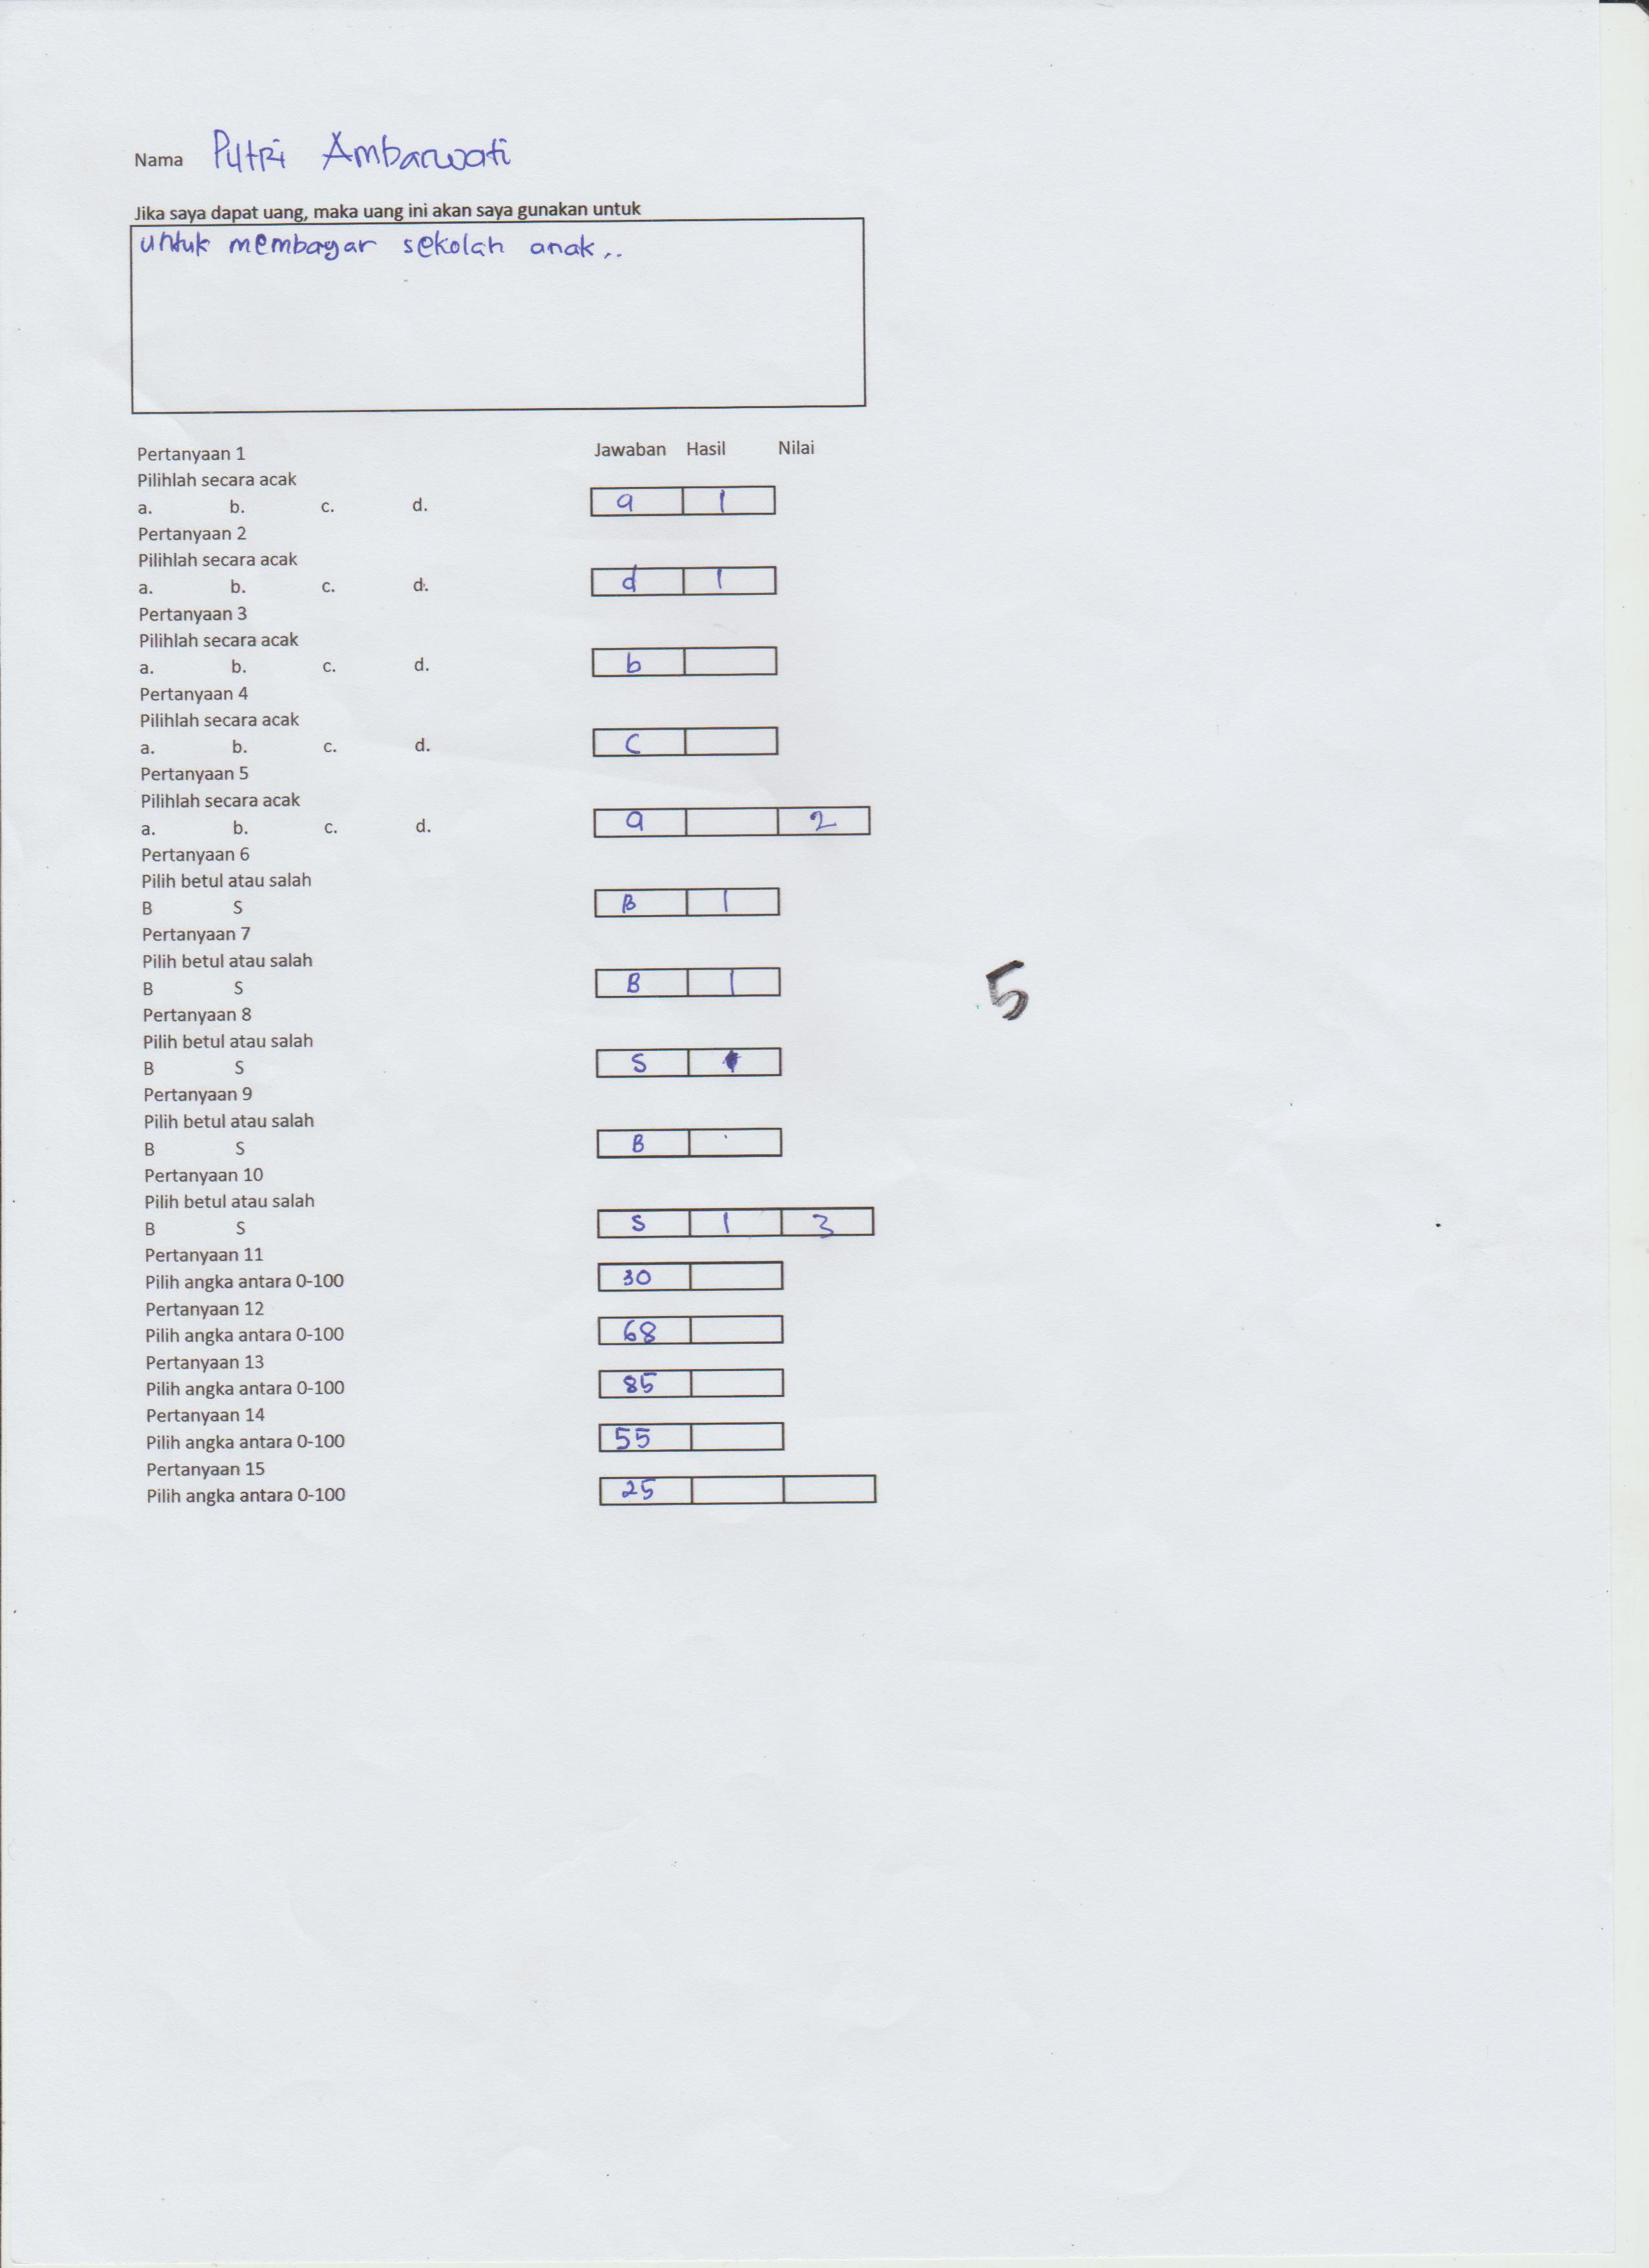 Nama Putri Ambarwati
Jika saya dapat uang, maka uang ini akan saya gunakan untuk
untuk membayar sekolah anak..
Pertanyaan 1 Jawaban Hasil Nilai
Pilihlah secara acak
a. b. c. d. a 1
Pertanyaan 2
Pilihlah secara acak
a. b. c. d. d 1
Pertanyaan 3
Pilihlah secara acak
a. b. c. d. b
Pertanyaan 4
Pilihlah secara acak
a. b. c. d. C
Pertanyaan 5
Pilihlah secara acak
a. b. c. d. a 2
Pertanyaan 6
Pilih betul atau salah
B S B 1
Pertanyaan 7
Pilih betul atau salah
B S B 1
5
Pertanyaan 8
Pilih betul atau salah
B S S
Pertanyaan 9
Pilih betul atau salah
B S B
Pertanyaan 10
Pilih betul atau salah
B S S 1 3
Pertanyaan 11
Pilih angka antara 0-100 30
Pertanyaan 12
Pilih angka antara 0-100 68
Pertanyaan 13
Pilih angka antara 0-100 85
Pertanyaan 14
Pilih angka antara 0-100 55
Pertanyaan 15
Pilih angka antara 0-100 25